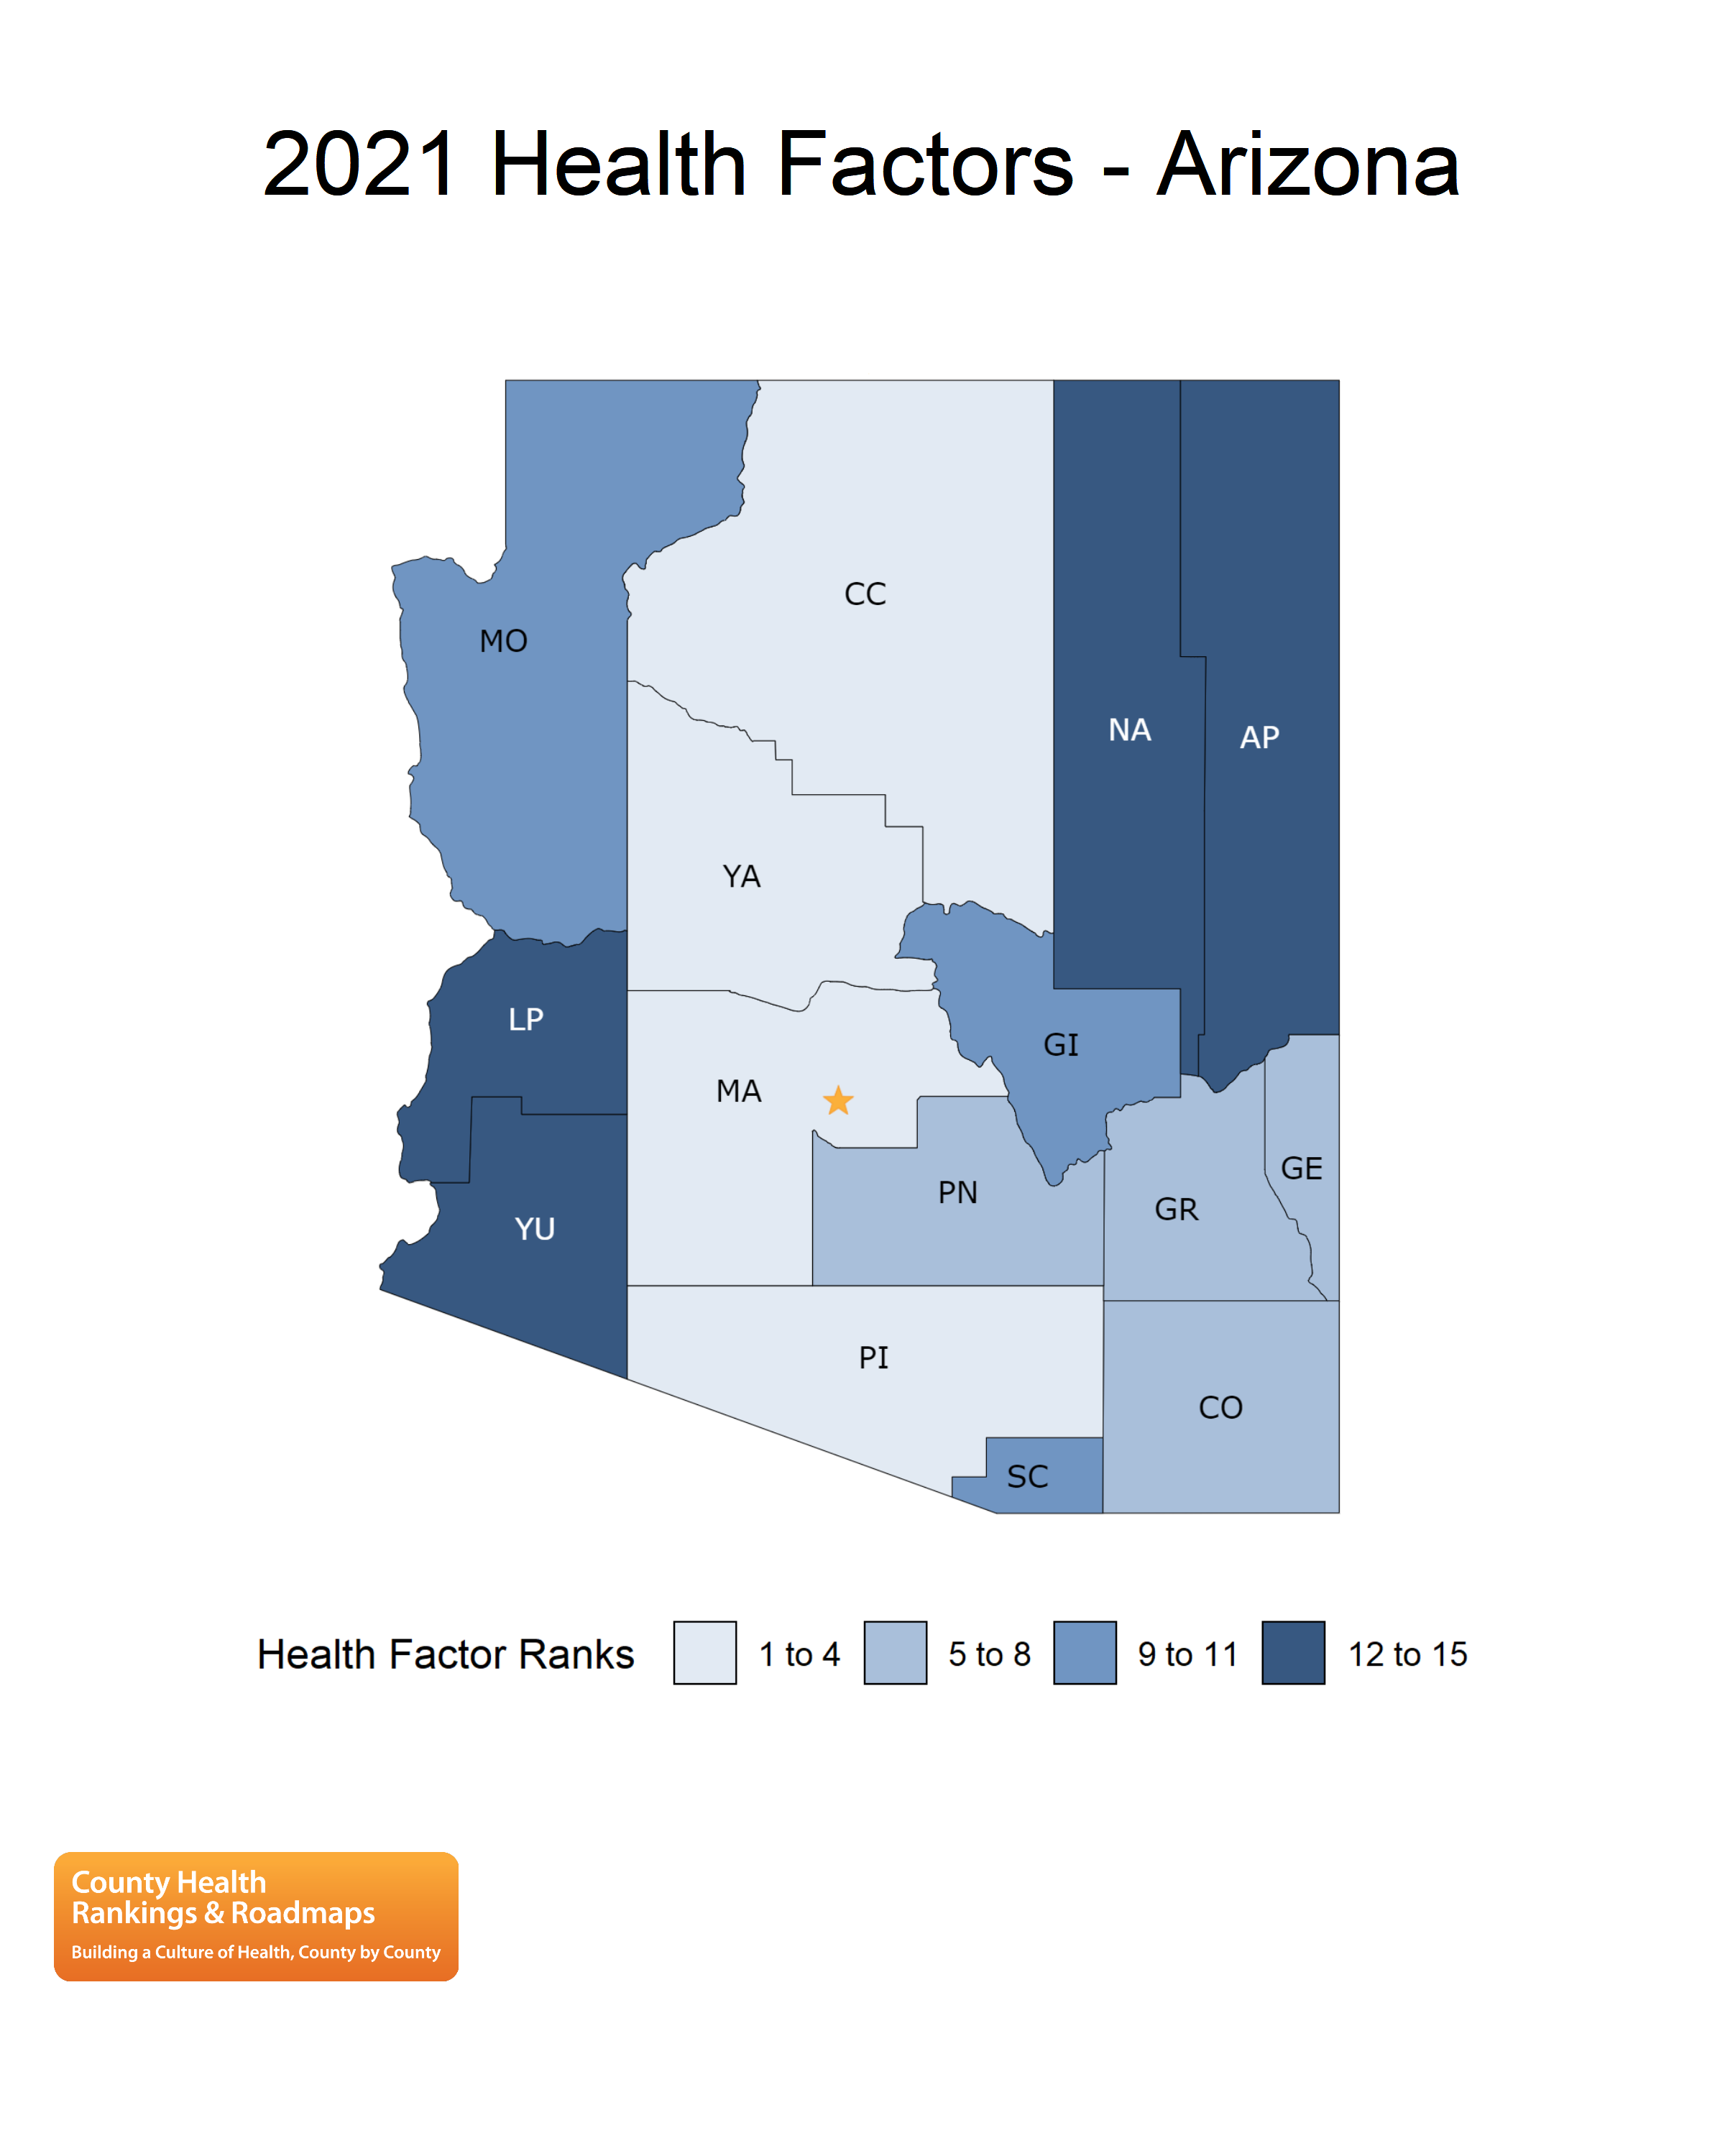 2021 Health Factors - Arizona
CC
MO
NA
AP
YA
LP
GI
MA
GE
PN
GR
YU
PI
CO
SC
Health Factor Ranks 1 to 4 5 to 8 9 to 11 12 to 15
County Health
Rankings & Roadmaps
Building a Culture of Health, County by County